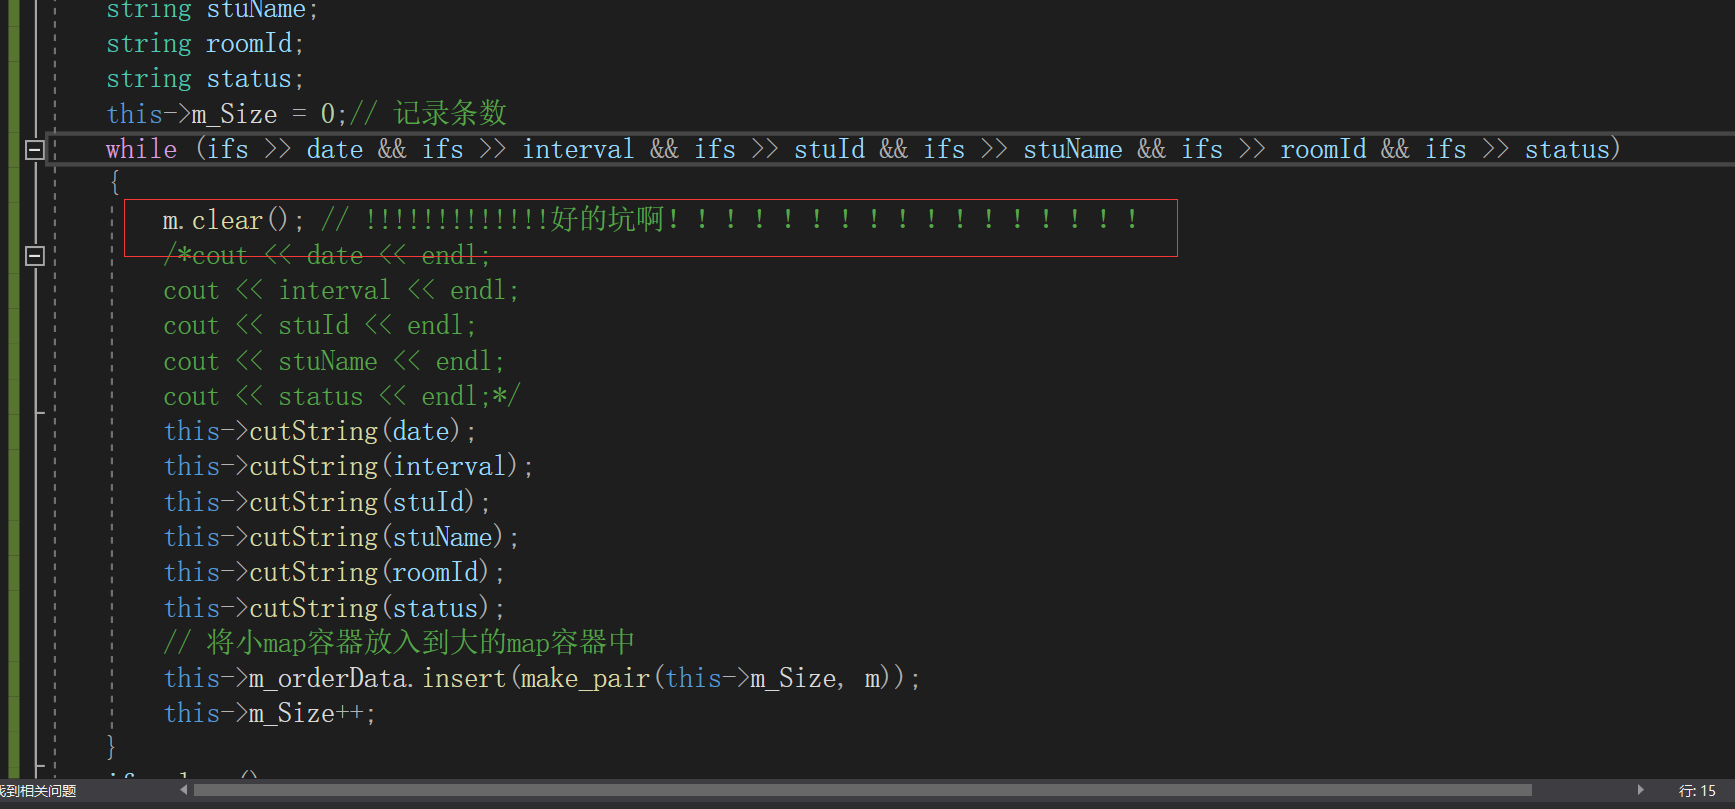 string stuName;
string roomId;
string status;
this->m_Size = 0;// 记录条数
while (ifs >> date && ifs >> interval && ifs >> stuId && ifs >> stuName && ifs >> roomId && ifs >> status)
{
m.clear(); // !!!!!!!!!!!!!好的坑啊！！！！！！！！！！！！！！！！！
/*cout << date << endl;
cout << interval << endl;
cout << stuId << endl;
cout << stuName << endl;
cout << status << endl;*/
this->cutString(date);
this->cutString(interval);
this->cutString(stuId);
this->cutString(stuName);
this->cutString(roomId);
this->cutString(status);
// 将小map容器放入到大的map容器中
this->m_orderData.insert(make_pair(this->m_Size, m));
this->m_Size++;
}
找到相关问题
行: 15